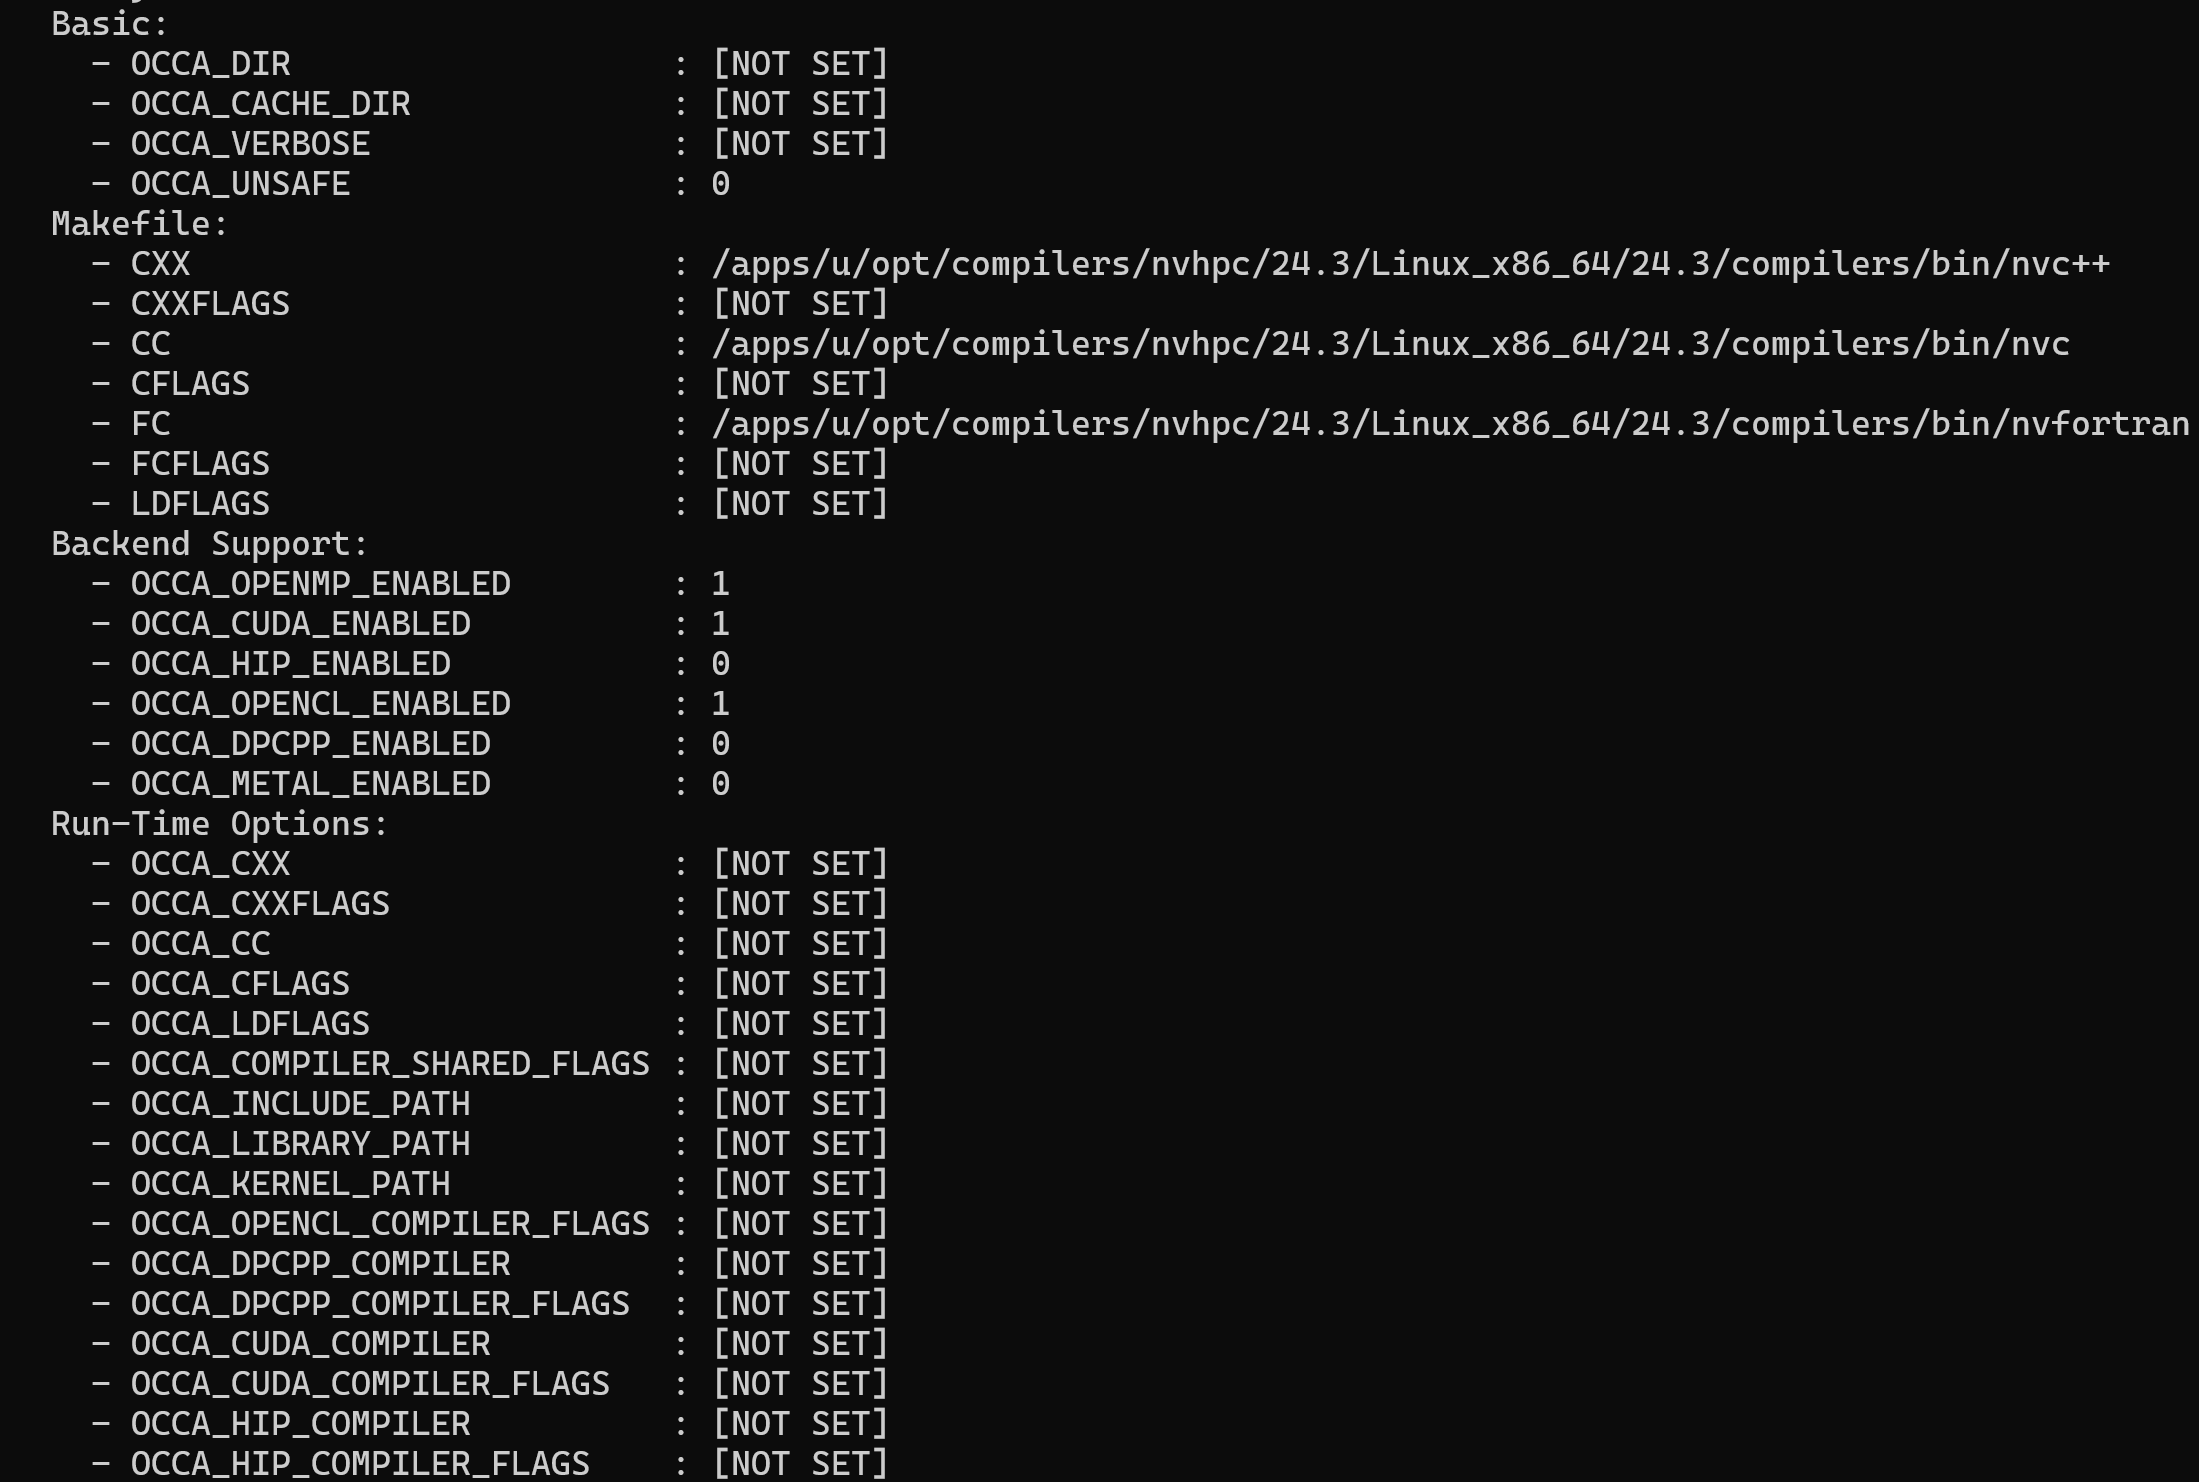 Basic:
- OCCA_DIR : [NOT SET]
- OCCA_CACHE_DIR : [NOT SET]
- OCCA_VERBOSE : [NOT SET]
- OCCA_UNSAFE : 0
Makefile:
- CXX : /apps/u/opt/compilers/nvhpc/24.3/Linux_x86_64/24.3/compilers/bin/nvc++
- CXXFLAGS : [NOT SET]
- CC : /apps/u/opt/compilers/nvhpc/24.3/Linux_x86_64/24.3/compilers/bin/nvc
- CFLAGS : [NOT SET]
- FC : /apps/u/opt/compilers/nvhpc/24.3/Linux_x86_64/24.3/compilers/bin/nvfortran
- FCFLAGS : [NOT SET]
- LDFLAGS : [NOT SET]
Backend Support:
- OCCA_OPENMP_ENABLED : 1
- OCCA_CUDA_ENABLED : 1
- OCCA_HIP_ENABLED : 0
- OCCA_OPENCL_ENABLED : 1
- OCCA_DPCPP_ENABLED : 0
- OCCA_METAL_ENABLED : 0
Run-Time Options:
- OCCA_CXX : [NOT SET]
- OCCA_CXXFLAGS : [NOT SET]
- OCCA_CC : [NOT SET]
- OCCA_CFLAGS : [NOT SET]
- OCCA_LDFLAGS : [NOT SET]
- OCCA_COMPILER_SHARED_FLAGS : [NOT SET]
- OCCA_INCLUDE_PATH : [NOT SET]
- OCCA_LIBRARY_PATH : [NOT SET]
- OCCA_KERNEL_PATH : [NOT SET]
- OCCA_OPENCL_COMPILER_FLAGS : [NOT SET]
- OCCA_DPCPP_COMPILER : [NOT SET]
- OCCA_DPCPP_COMPILER_FLAGS : [NOT SET]
- OCCA_CUDA_COMPILER : [NOT SET]
- OCCA_CUDA_COMPILER_FLAGS : [NOT SET]
- OCCA_HIP_COMPILER : [NOT SET]
- OCCA_HIP_COMPILER_FLAGS : [NOT SET]